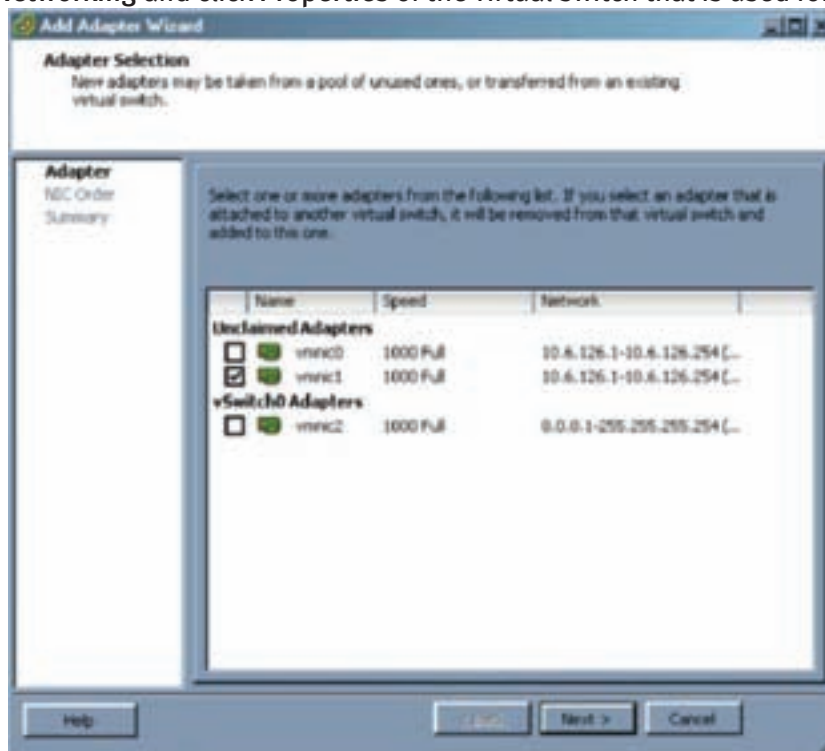 Networking and click Properties of the virtual Switch that is used for
Add Adapter Wizard
Adapter Selection
New adapters may be taken from a pool of unused ones, or transferred from an existing
virtual switch.
Adapter
NIC Order
Summary
Select one or more adapters from the following list. If you select an adapter that is
attached to another virtual switch, it will be removed from that virtual switch and
added to this one.
Name Speed Network
Unclaimed Adapters
vmnic0 1000 Full 10.6.126.1-10.6.126.254 (...
vmnic1 1000 Full 10.6.126.1-10.6.126.254 (...
vSwitch0 Adapters
vmnic2 1000 Full 0.0.0.1-255.255.255.254 (...
Help Next > Cancel